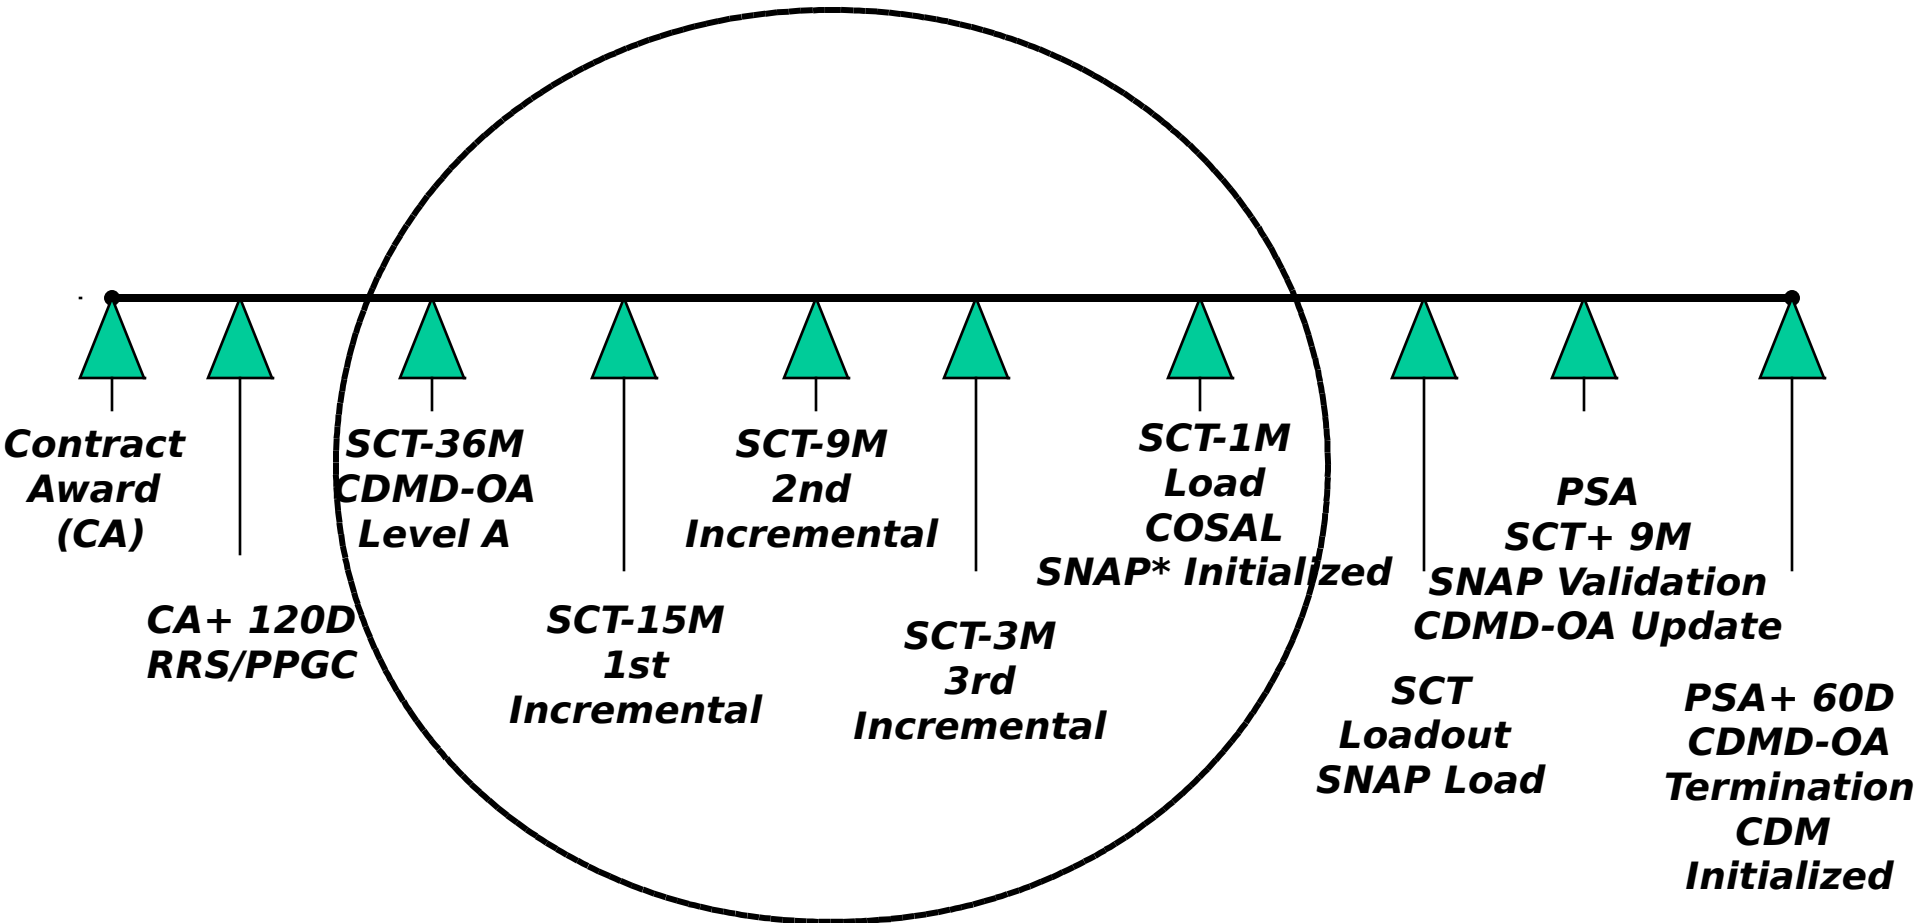 Contract
Award
(CA)
CA+ 120D
RRS/PPGC
SCT-36M
CDMD-OA
Level A
SCT-15M
1st
Incremental
SCT-9M
2nd
Incremental
SCT-3M
3rd
Incremental
SCT-1M
Load
COSAL
SNAP* Initialized
SCT
Loadout
SNAP Load
PSA
SCT+ 9M
SNAP Validation
CDMD-OA Update
PSA+ 60D
CDMD-OA
Termination
CDM
Initialized